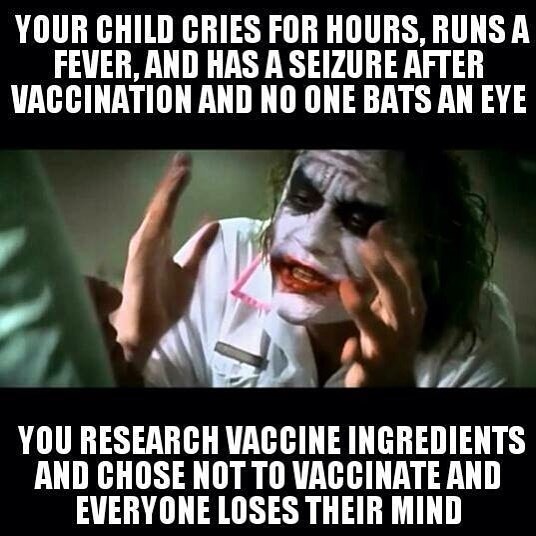 YOUR CHILD CRIES FOR HOURS, RUNS A
FEVER, AND HAS A SEIZURE AFTER
VACCINATION AND NO ONE BATS AN EYE
YOU RESEARCH VACCINE INGREDIENTS
AND CHOSE NOT TO VACCINATE AND
EVERYONE LOSES THEIR MIND